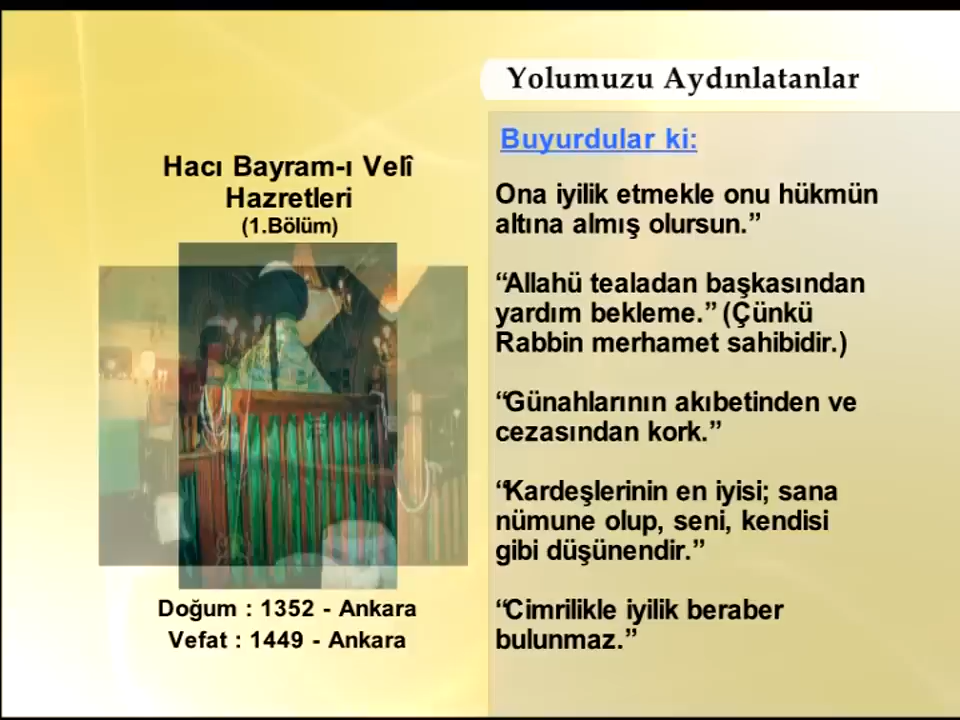 Yolumuzu Aydınlatanlar
Hacı Bayram-ı Velî
Hazretleri
(1.Bölüm)
Doğum : 1352 - Ankara
Vefat : 1449 - Ankara
Buyurdular ki:
Ona iyilik etmekle onu hükmün
altına almış olursun.”
“Allahü tealadan başkasından
yardım bekleme.” (Çünkü
Rabbin merhamet sahibidir.)
“Günahlarının akıbetinden ve
cezasından kork.”
“Kardeşlerinin en iyisi; sana
nümune olup, seni, kendisi
gibi düşünendir.”
“Cimrilikle iyilik beraber
bulunmaz.”